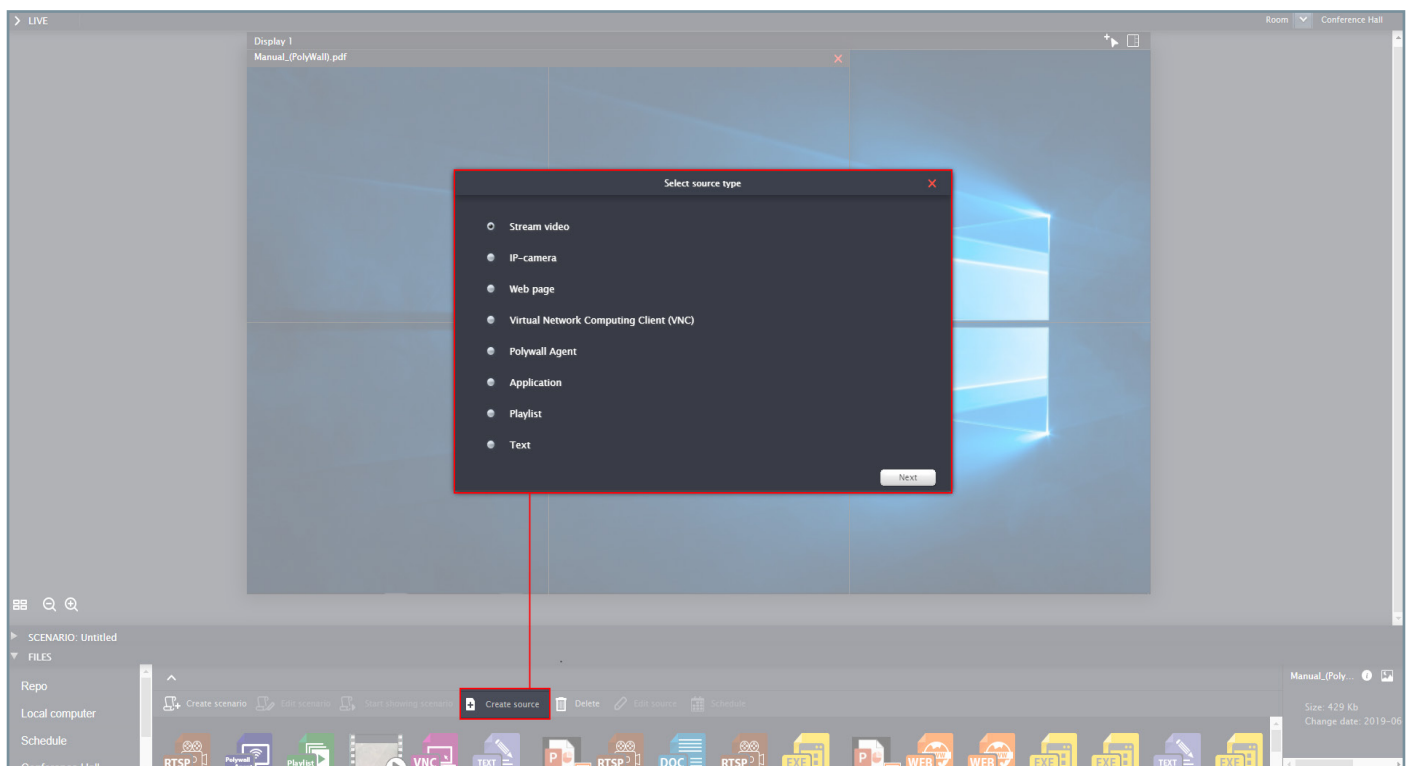 LIVE
Room Conference Hall
Display 1
Manual_(PolyWall).pdf
Select source type
Stream video
IP-camera
Web page
Virtual Network Computing Client (VNC)
Polywall Agent
Application
Playlist
Text
Next
SCENARIO: Untitled
FILES
Repo
Manual_(Poly...
Create scenario Edit scenario Start showing scenario Create source Delete Edit source Schedule
Local computer
Size: 429 Kb
Change date: 2019-06
Schedule
Conference Hall
RTSP Polywall Playlist VNC TEXT P RTSP DOC RTSP EXE P WEB WEB EXE EXE TEXT EXE